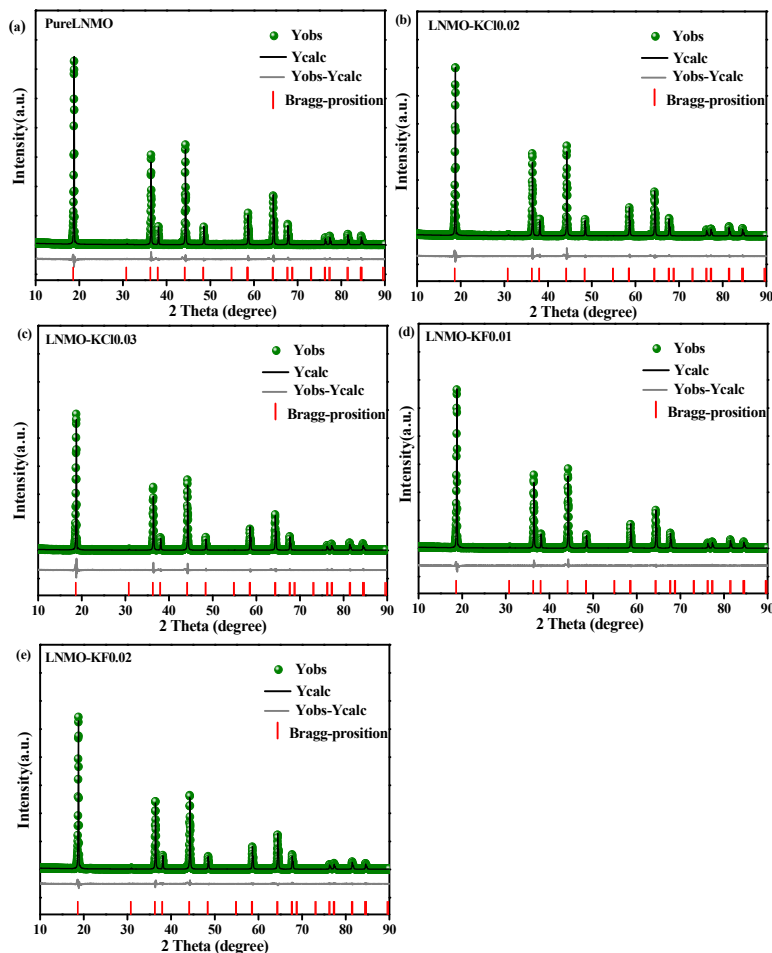 (a)
PureLNMO
Yobs
Ycalc
Yobs-Ycalc
Bragg-prosition
Intensity(a.u.)
10 20 30 40 50 60 70 80 90
2 Theta (degree)
(b)
LNMO-KCl0.02
Yobs
Ycalc
Yobs-Ycalc
Bragg-prosition
Intensity(a.u.)
10 20 30 40 50 60 70 80 90
2 Theta (degree)
(c)
LNMO-KCl0.03
Yobs
Ycalc
Yobs-Ycalc
Bragg-prosition
Intensity(a.u.)
10 20 30 40 50 60 70 80 90
2 Theta (degree)
(d)
LNMO-KF0.01
Yobs
Ycalc
Yobs-Ycalc
Bragg-prosition
Intensity(a.u.)
10 20 30 40 50 60 70 80 90
2 Theta (degree)
(e)
LNMO-KF0.02
Yobs
Ycalc
Yobs-Ycalc
Bragg-prosition
Intensity(a.u.)
10 20 30 40 50 60 70 80 90
2 Theta (degree)